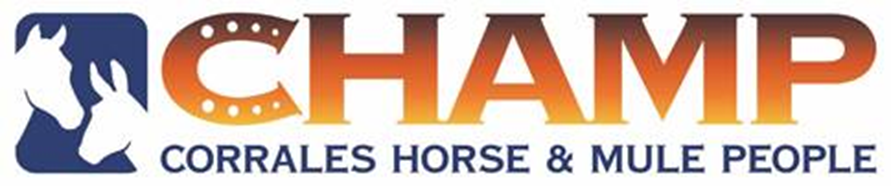 CHAMP
CORRALES HORSE & MULE PEOPLE